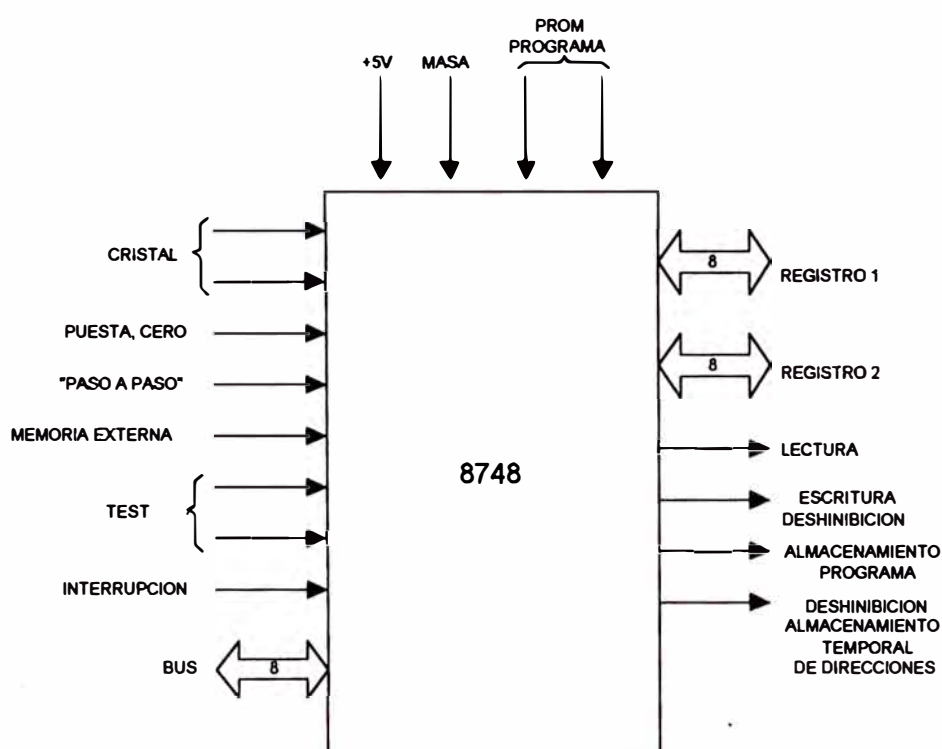 PROM
PROGRAMA
+5V
MASA
CRISTAL
PUESTA, CERO
"PASO A PASO"
MEMORIA EXTERNA
TEST
INTERRUPCION
BUS
8
8748
8
REGISTRO 1
8
REGISTRO 2
LECTURA
ESCRITURA
DESHINIBICION
ALMACENAMIENTO
PROGRAMA
DESHINIBICION
ALMACENAMIENTO
TEMPORAL
DE DIRECCIONES